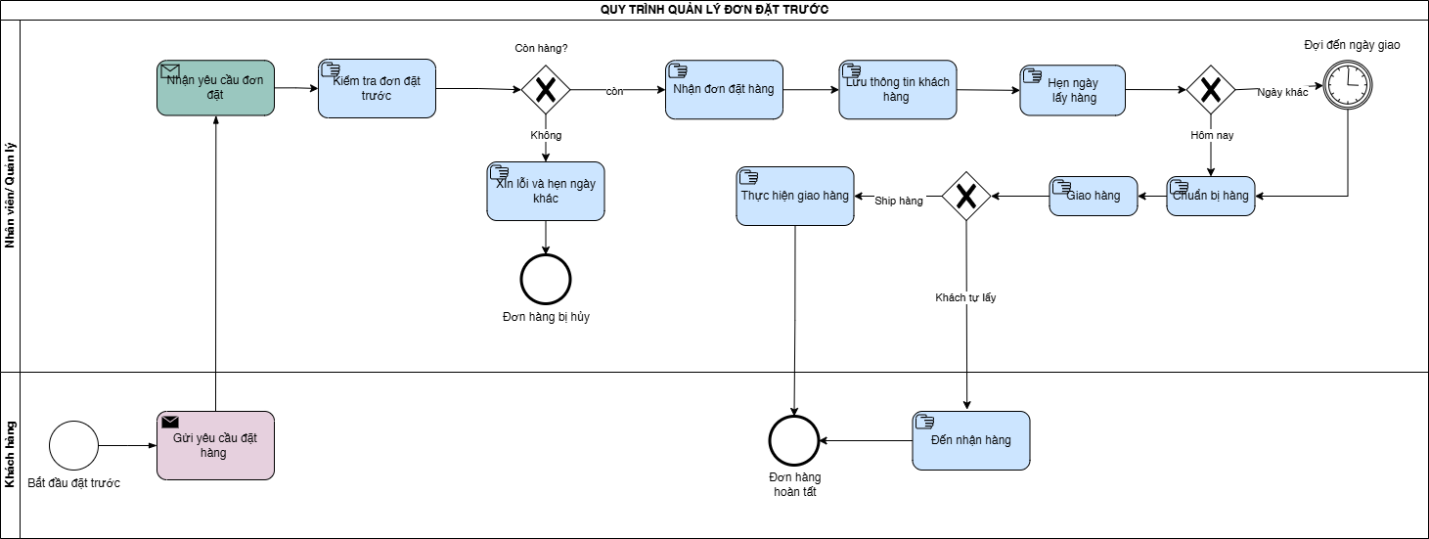 QUY TRÌNH QUẢN LÝ ĐƠN ĐẶT TRƯỚC
Nhân viên/ Quản lý
Nhận yêu cầu đơn
đặt
Kiểm tra đơn đặt
trước
Còn hàng?
còn
Không
Xin lỗi và hẹn ngày
khác
Đơn hàng bị hủy
Nhận đơn đặt hàng
Lưu thông tin khách
hàng
Hẹn ngày
lấy hàng
Ngày khác
Đợi đến ngày giao
Hôm nay
Chuẩn bị hàng
Giao hàng
Ship hàng
Thực hiện giao hàng
Khách tự lấy
Khách hàng
Bắt đầu đặt trước
Gửi yêu cầu đặt
hàng
Đến nhận hàng
Đơn hàng
hoàn tất